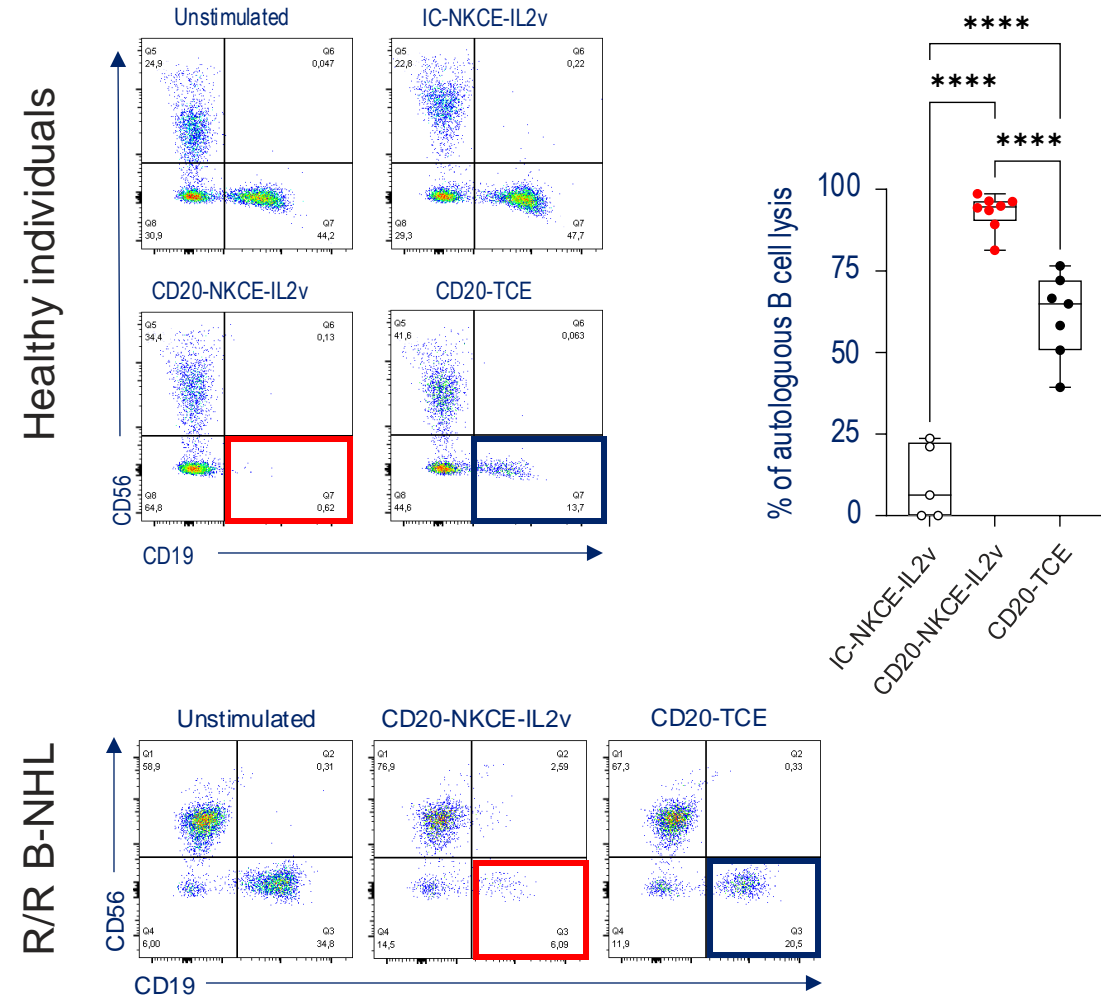 Healthy individuals
Unstimulated
IC-NKCE-IL2v
Q5
24,9
Q6
0,047
Q8
30,9
Q7
44,2
Q5
22,8
Q6
0,22
Q8
29,3
Q7
47,7
CD20-NKCE-IL2v
CD20-TCE
Q5
34,4
Q6
0,13
Q8
64,8
Q7
0,62
Q5
41,6
Q6
0,063
Q8
44,6
Q7
13,7
CD56
CD19
****
****
****
% of autologuous B cell lysis
100
75
50
25
0
IC-NKCE-IL2v
CD20-NKCE-IL2v
CD20-TCE
R/R B-NHL
Unstimulated
CD20-NKCE-IL2v
CD20-TCE
Q1
58,9
Q2
0,31
Q4
6,00
Q3
34,8
Q1
76,9
Q2
2,59
Q4
14,5
Q3
6,09
Q1
67,3
Q2
0,33
Q4
11,9
Q3
20,5
CD56
CD19